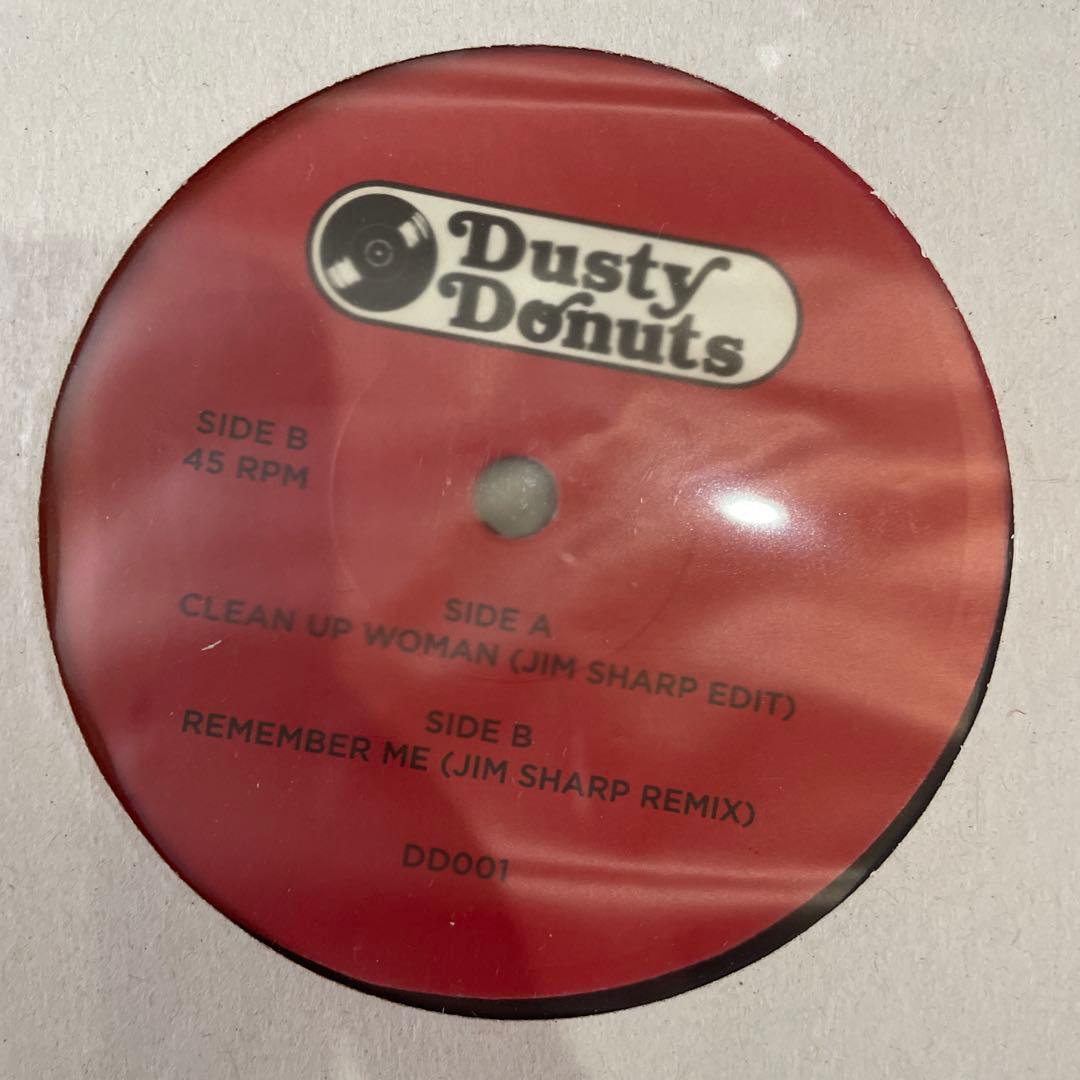 Dusty
Donuts
SIDE B
45 RPM
SIDE A
CLEAN UP WOMAN (JIM SHARP EDIT)
SIDE B
REMEMBER ME (JIM SHARP REMIX)
DD001